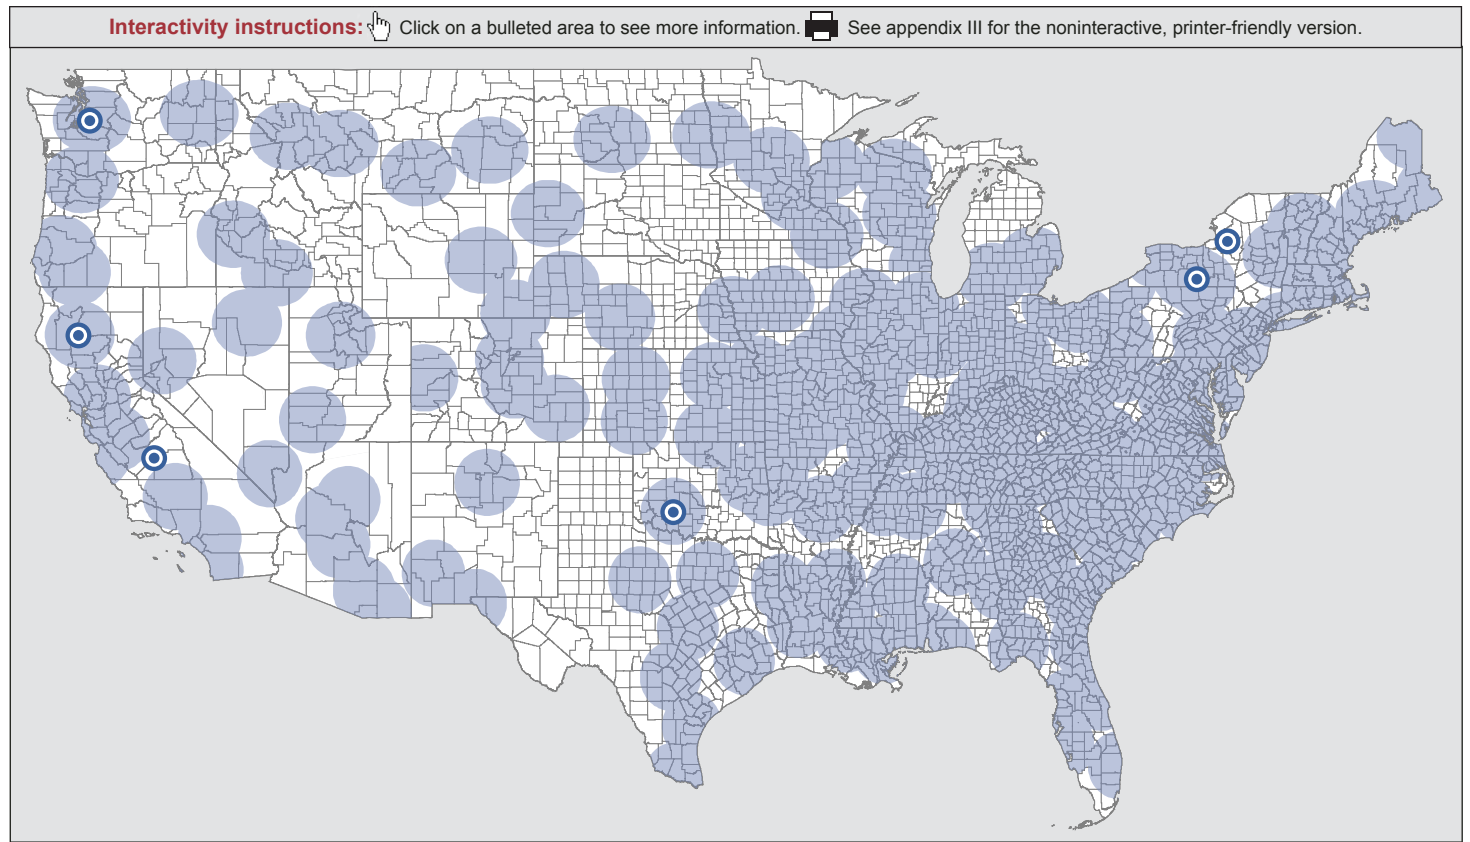 Interactivity instructions: Click on a bulleted area to see more information. See appendix III for the noninteractive, printer-friendly version.